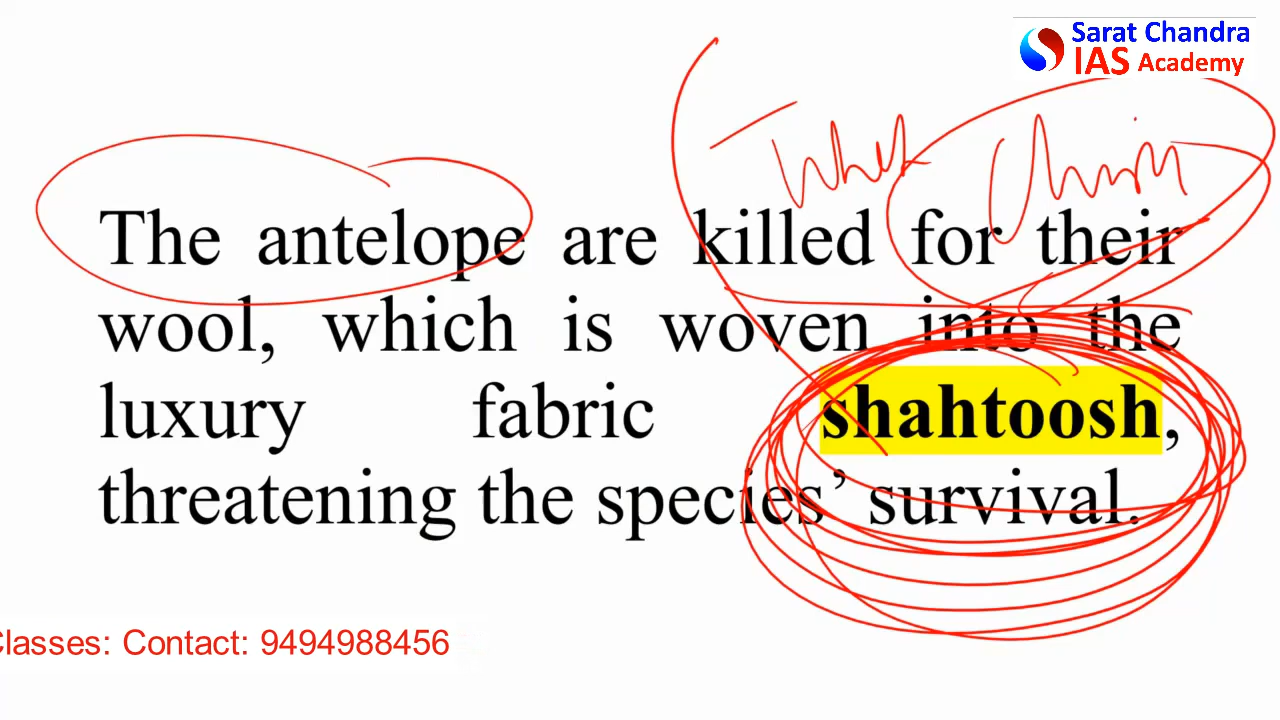 Sarat Chandra
IAS Academy
The antelope are killed for their
wool, which is woven into the
luxury fabric shahtoosh,
threatening the species’ survival.
Classes: Contact: 9494988456